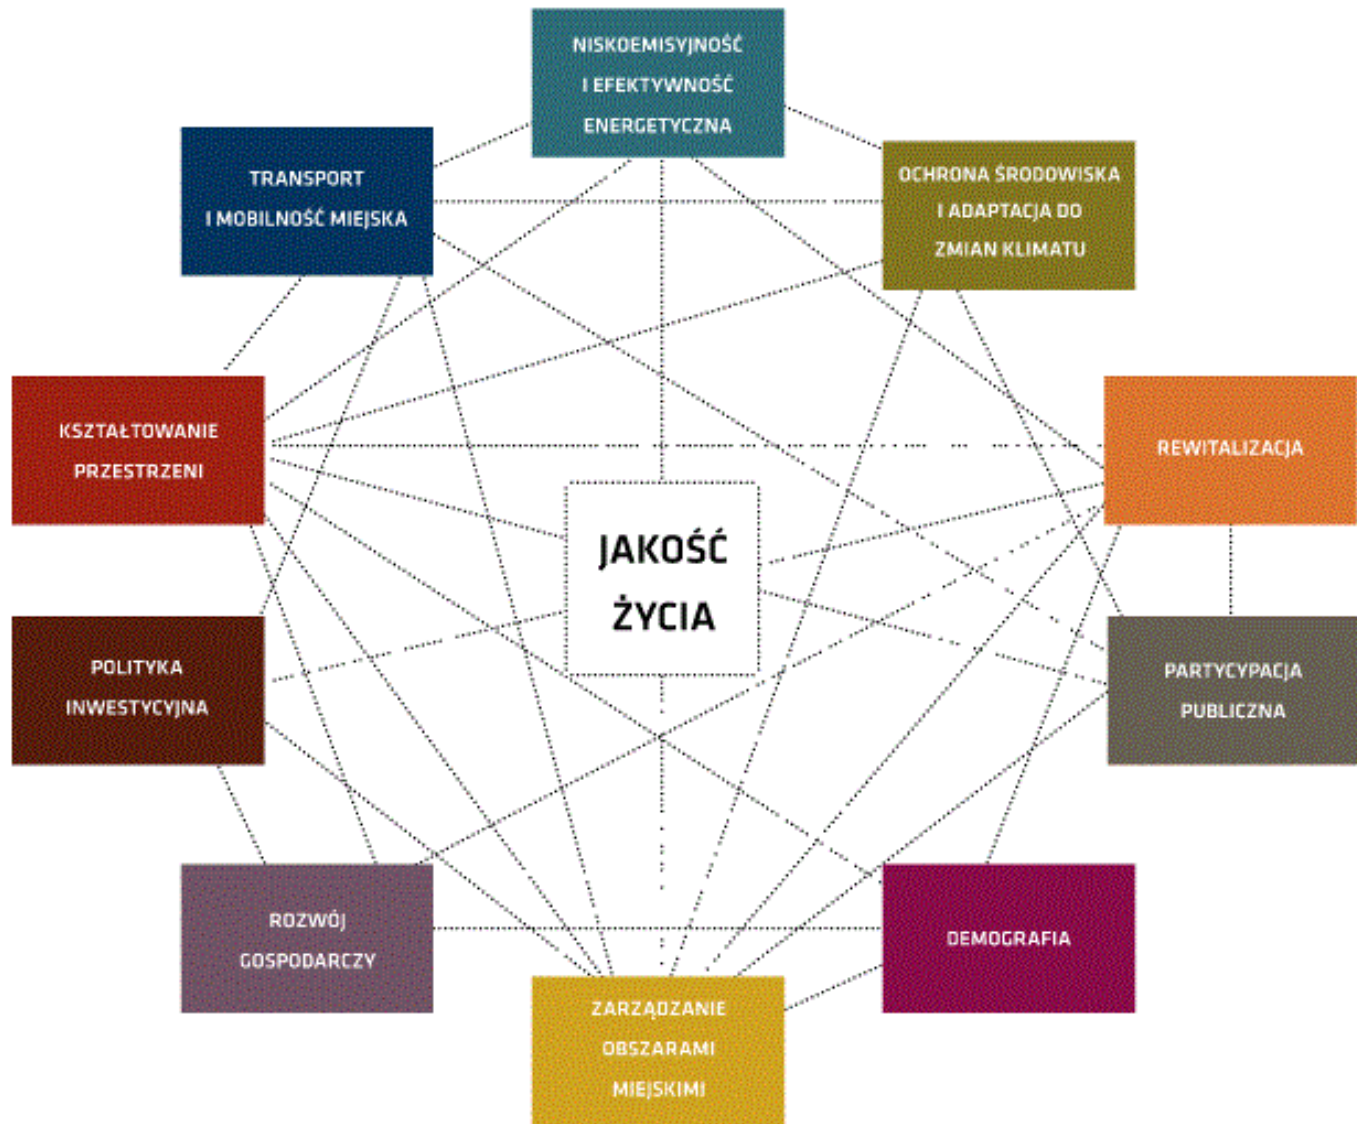 NISKOEMISYJNOŚĆ
I EFEKTYWNOŚĆ
ENERGETYCZNA
TRANSPORT
I MOBILNOŚĆ MIEJSKA
OCHRONA ŚRODOWISKA
I ADAPTACJA DO
ZMIAN KLIMATU
KSZTAŁTOWANIE
PRZESTRZENI
REWITALIZACJA
JAKOŚĆ
ŻYCIA
POLITYKA
INWESTYCYJNA
PARTYCYPACJA
PUBLICZNA
ROZWÓJ
GOSPODARCZY
DEMOGRAFIA
ZARZĄDZANIE
OBSZARAMI
MIEJSKIMI